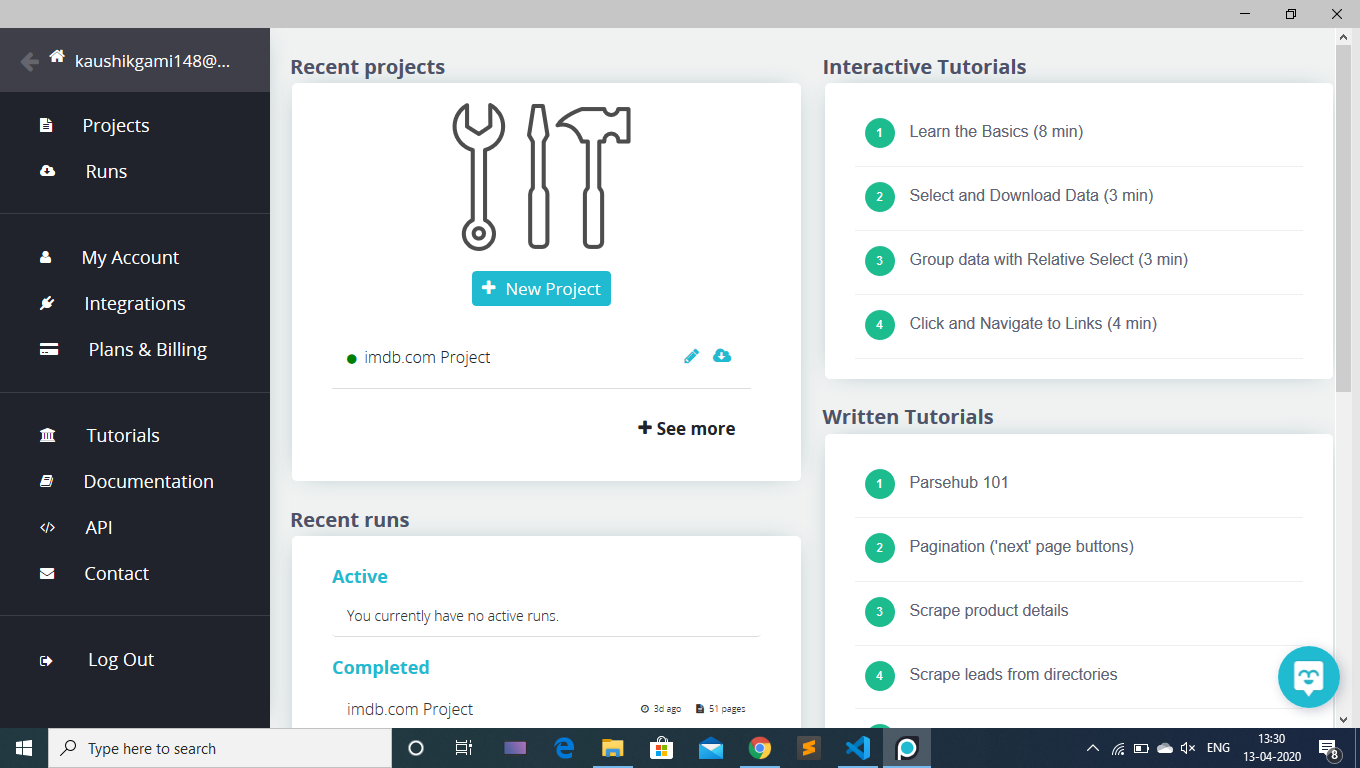 kaushikgami148@...
Projects
Runs
My Account
Integrations
Plans & Billing
Tutorials
Documentation
API
Contact
Log Out
Recent projects
New Project
imdb.com Project
See more
Recent runs
Active
You currently have no active runs.
Completed
imdb.com Project 3d ago 51 pages
Interactive Tutorials
1 Learn the Basics (8 min)
2 Select and Download Data (3 min)
3 Group data with Relative Select (3 min)
4 Click and Navigate to Links (4 min)
Written Tutorials
1 Parsehub 101
2 Pagination ('next' page buttons)
3 Scrape product details
4 Scrape leads from directories
Type here to search
ENG
13:30
13-04-2020
8